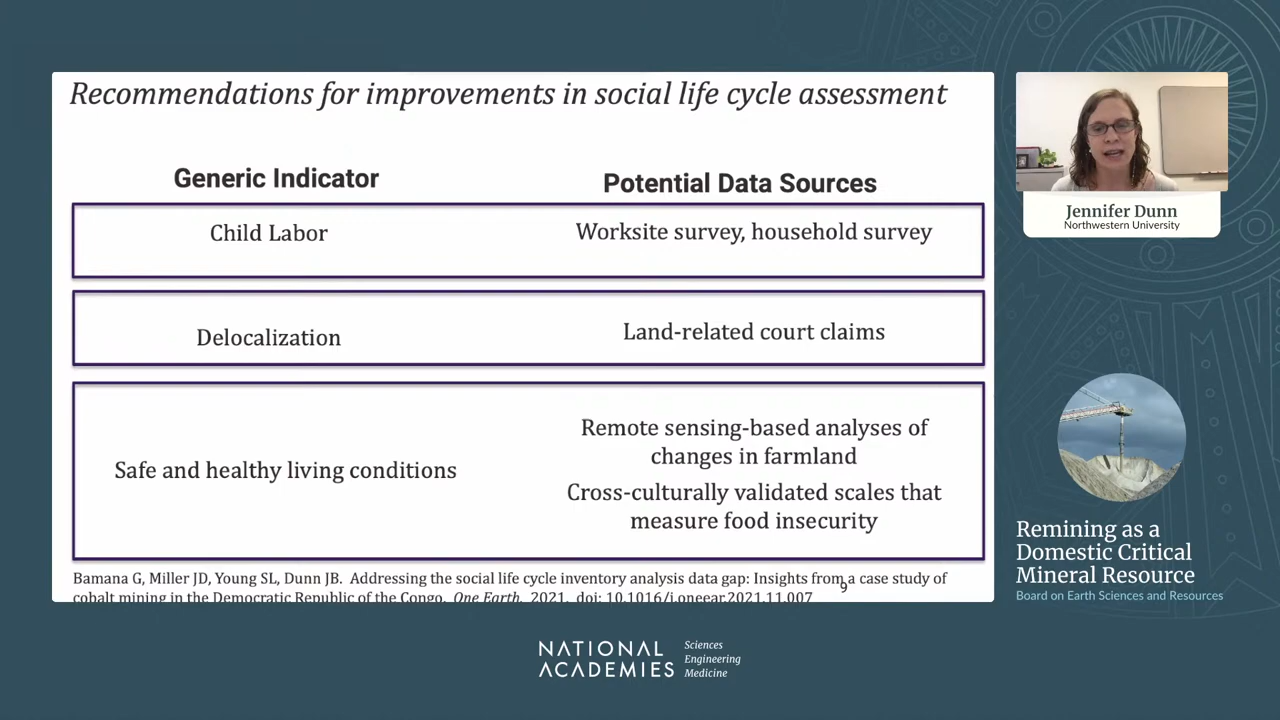 Recommendations for improvements in social life cycle assessment
Generic Indicator
Potential Data Sources
Child Labor
Worksite survey, household survey
Delocalization
Land-related court claims
Safe and healthy living conditions
Remote sensing-based analyses of
changes in farmland
Cross-culturally validated scales that
measure food insecurity
Bamana G, Miller JD, Young SL, Dunn JB. Addressing the social life cycle inventory analysis data gap: Insights from a case study of
cobalt mining in the Democratic Republic of the Congo. One Earth. 2021. doi: 10.1016/j.oneear.2021.11.007
9
Jennifer Dunn
Northwestern University
Remining as a
Domestic Critical
Mineral Resource
Board on Earth Sciences and Resources
NATIONAL
ACADEMIES
Sciences
Engineering
Medicine